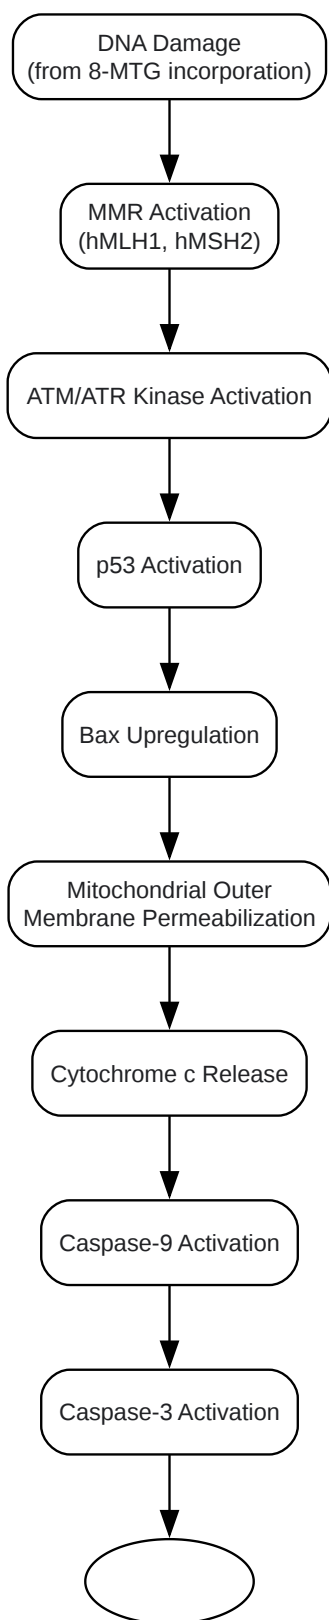 DNA Damage
(from 8-MTG incorporation)
MMR Activation
(hMLH1, hMSH2)
ATM/ATR Kinase Activation
p53 Activation
Bax Upregulation
Mitochondrial Outer
Membrane Permeabilization
Cytochrome c Release
Caspase-9 Activation
Caspase-3 Activation